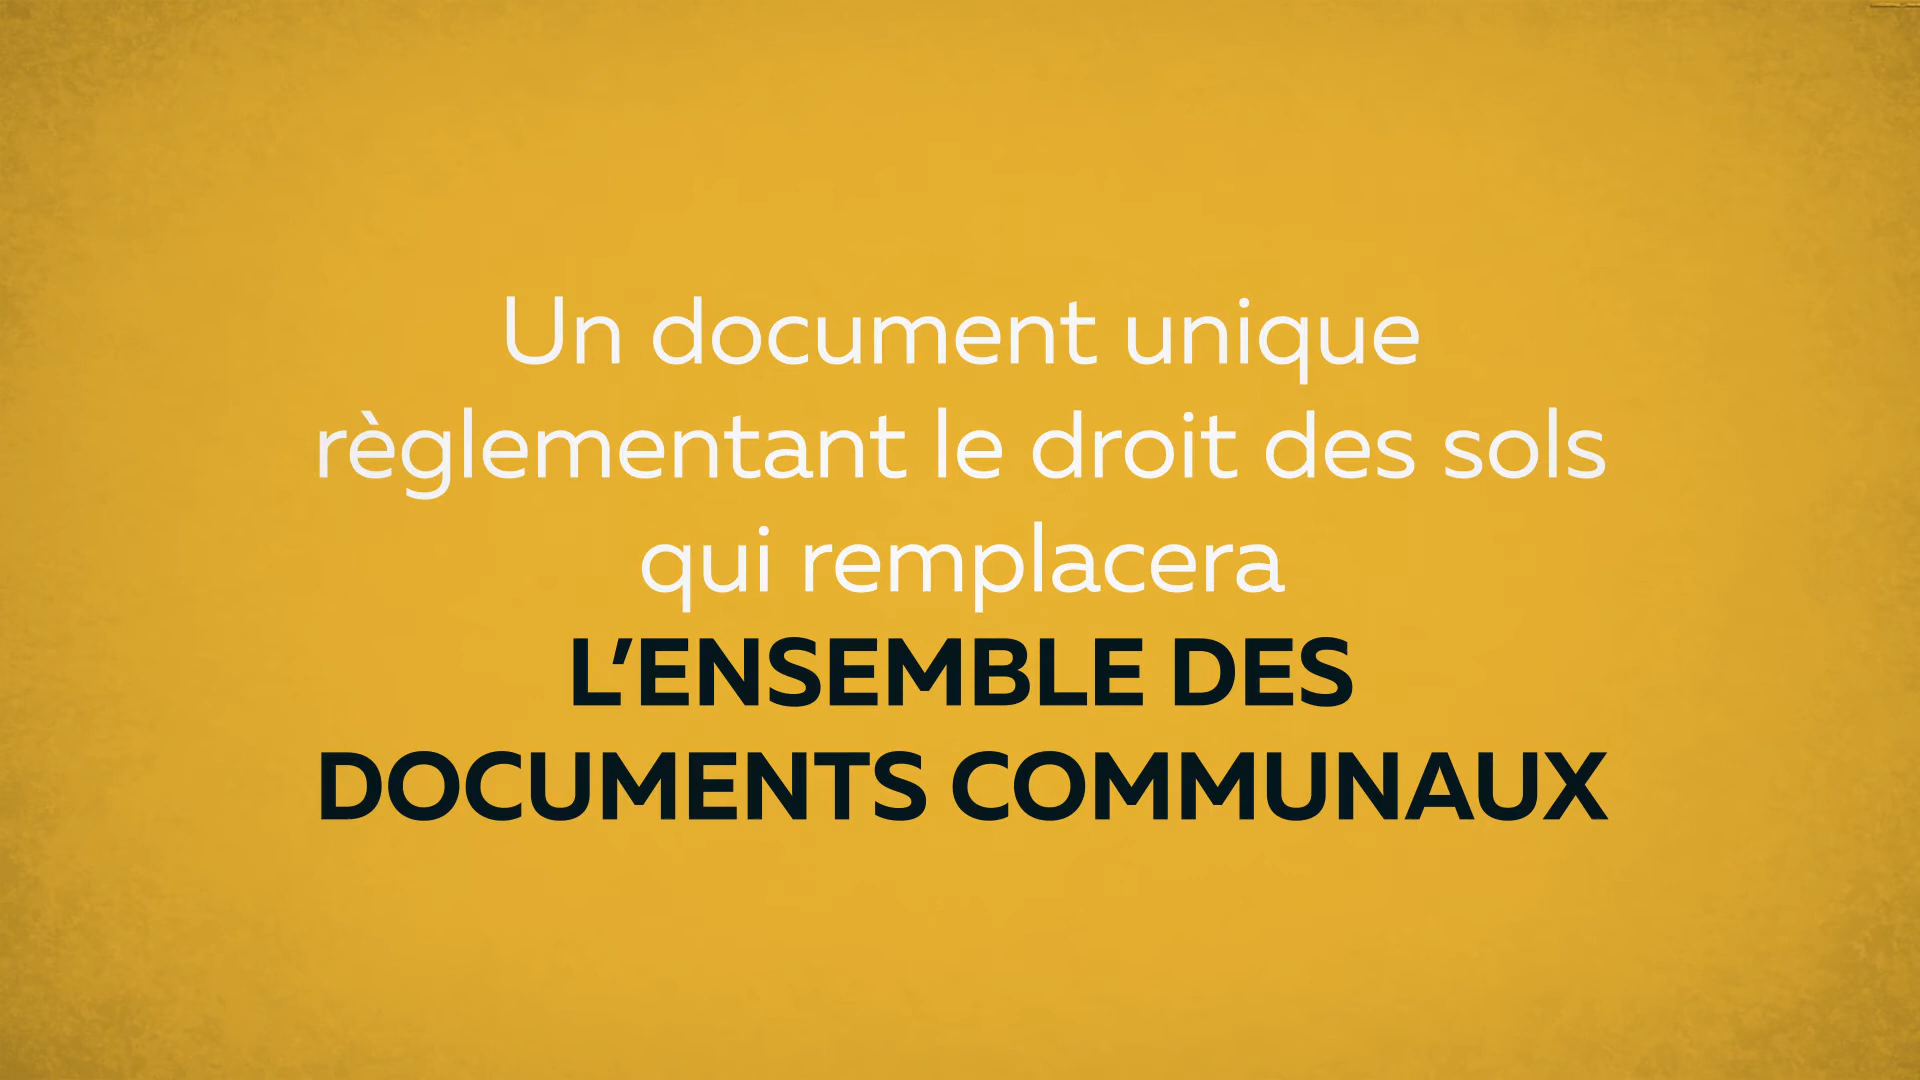 Un document unique
règlementant le droit des sols
qui remplacera
L’ENSEMBLE DES
DOCUMENTS COMMUNAUX